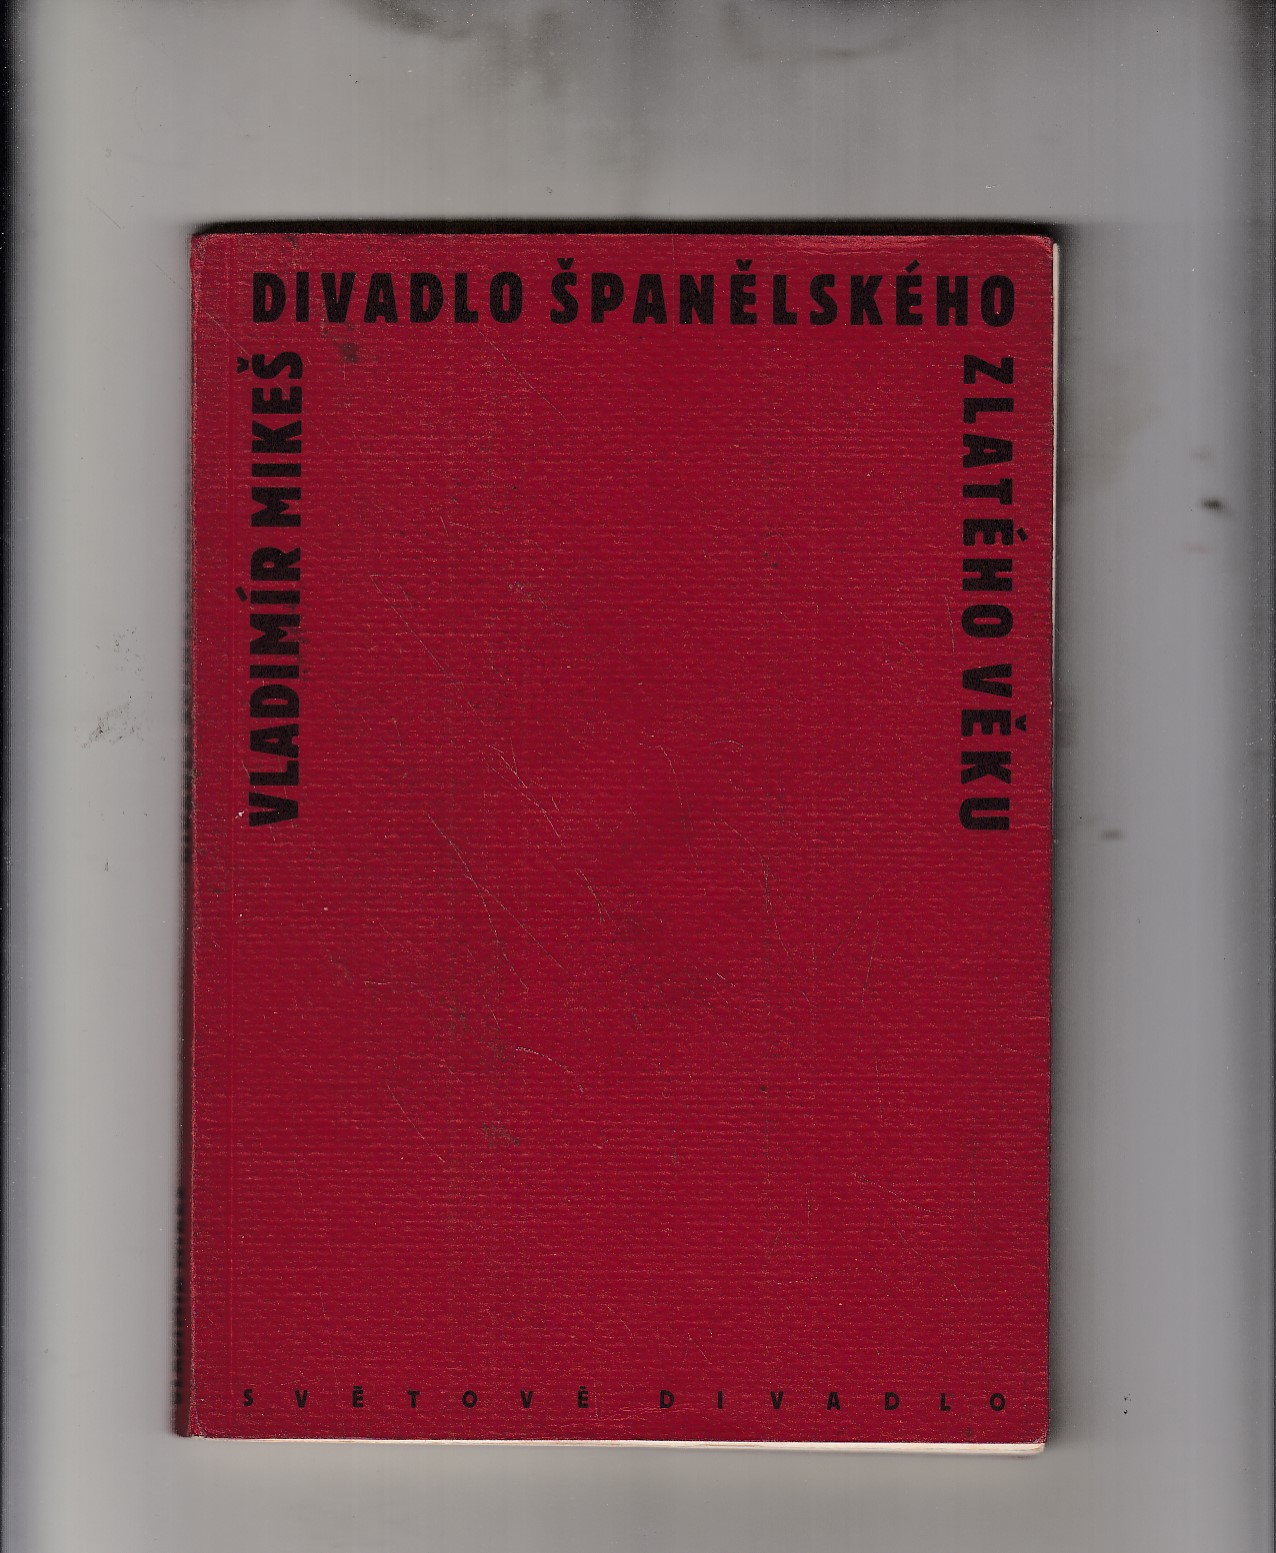 VLADIMÍR MIKEŠ
DIVADLO ŠPANĚLSKÉHO
ZLATÉHO VĚKU
SVĚTOVÉ DIVADLO